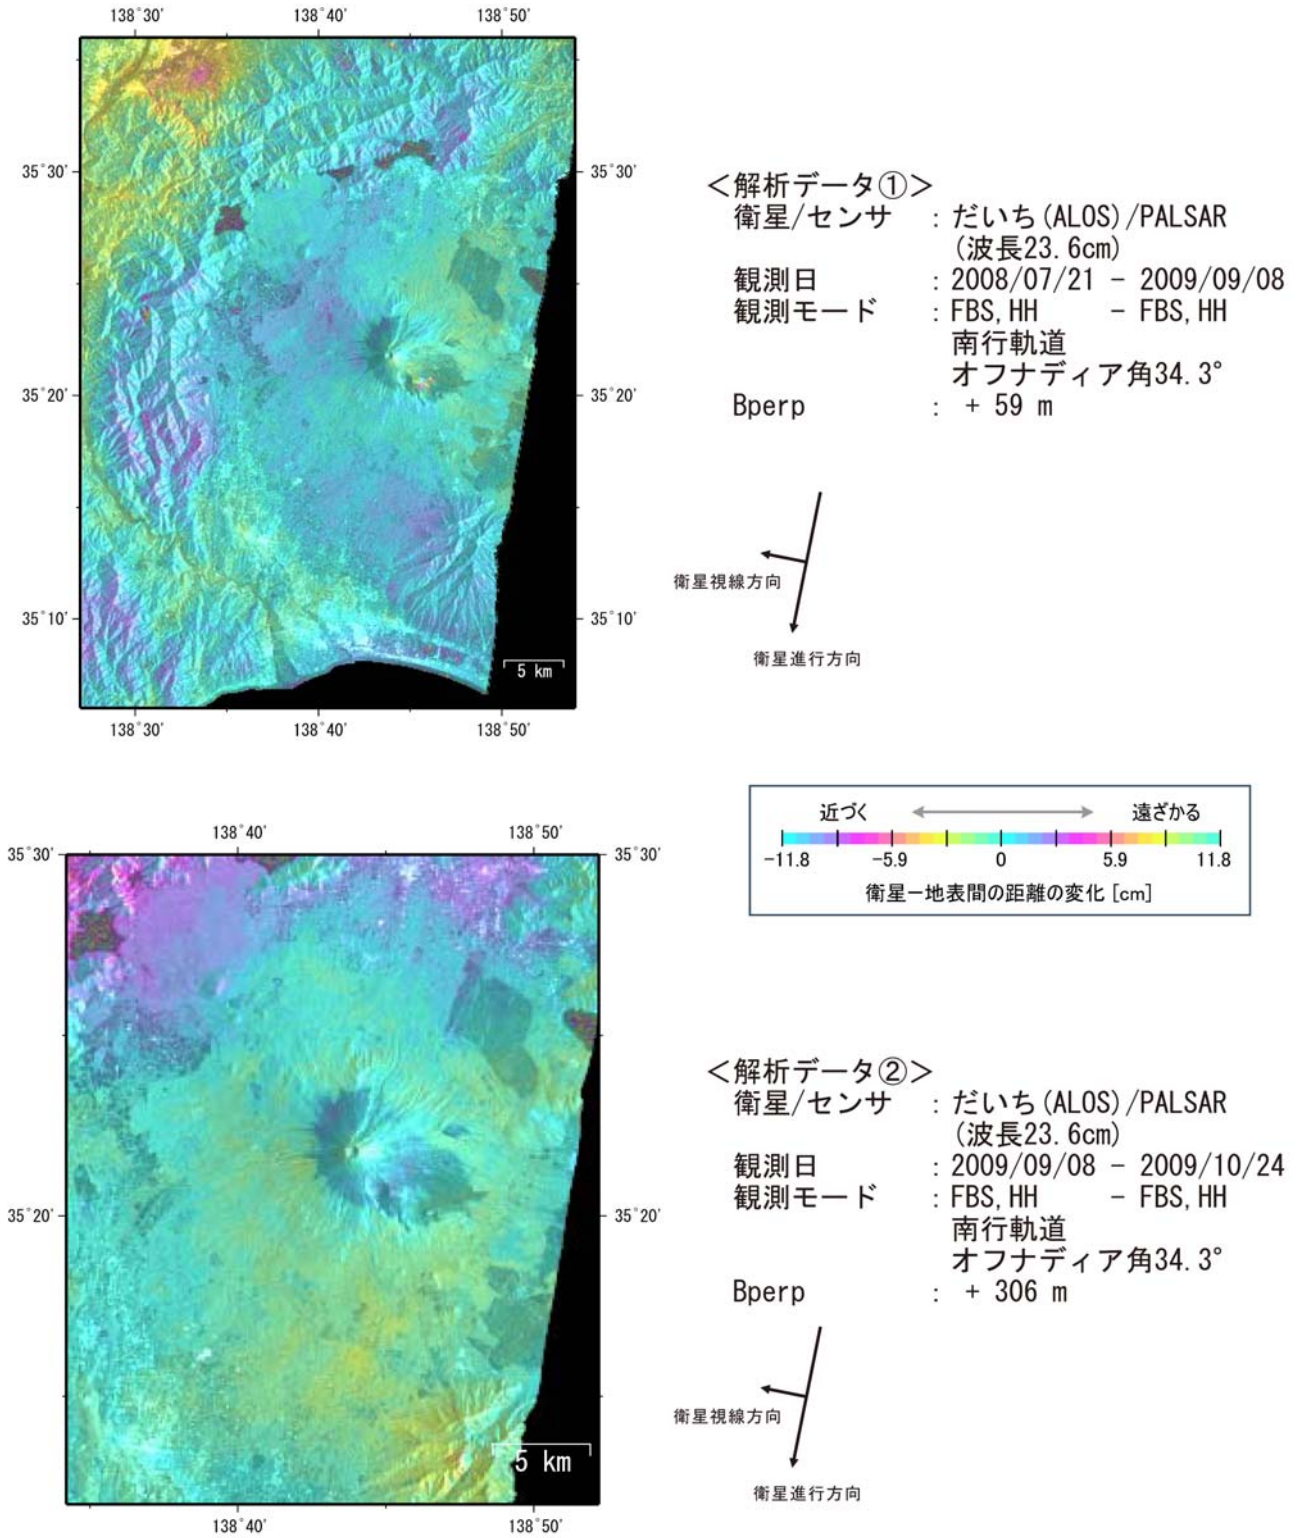 138°30' 138°40' 138°50'
35°30' 35°30'
35°20' 35°20'
35°10' 35°10'
5 km
138°30' 138°40' 138°50'
＜解析データ①＞
衛星/センサ : だいち(ALOS)/PALSAR
(波長23.6cm)
観測日 : 2008/07/21 - 2009/09/08
観測モード : FBS,HH - FBS,HH
南行軌道
オフナディア角34.3°
Bperp : + 59 m
衛星視線方向
衛星進行方向
近づく 遠ざかる
-11.8 -5.9 0 5.9 11.8
衛星ー地表間の距離の変化 [cm]
138°40' 138°50'
35°30' 35°30'
35°20' 35°20'
5 km
138°40' 138°50'
＜解析データ②＞
衛星/センサ : だいち(ALOS)/PALSAR
(波長23.6cm)
観測日 : 2009/09/08 - 2009/10/24
観測モード : FBS,HH - FBS,HH
南行軌道
オフナディア角34.3°
Bperp : + 306 m
衛星視線方向
衛星進行方向